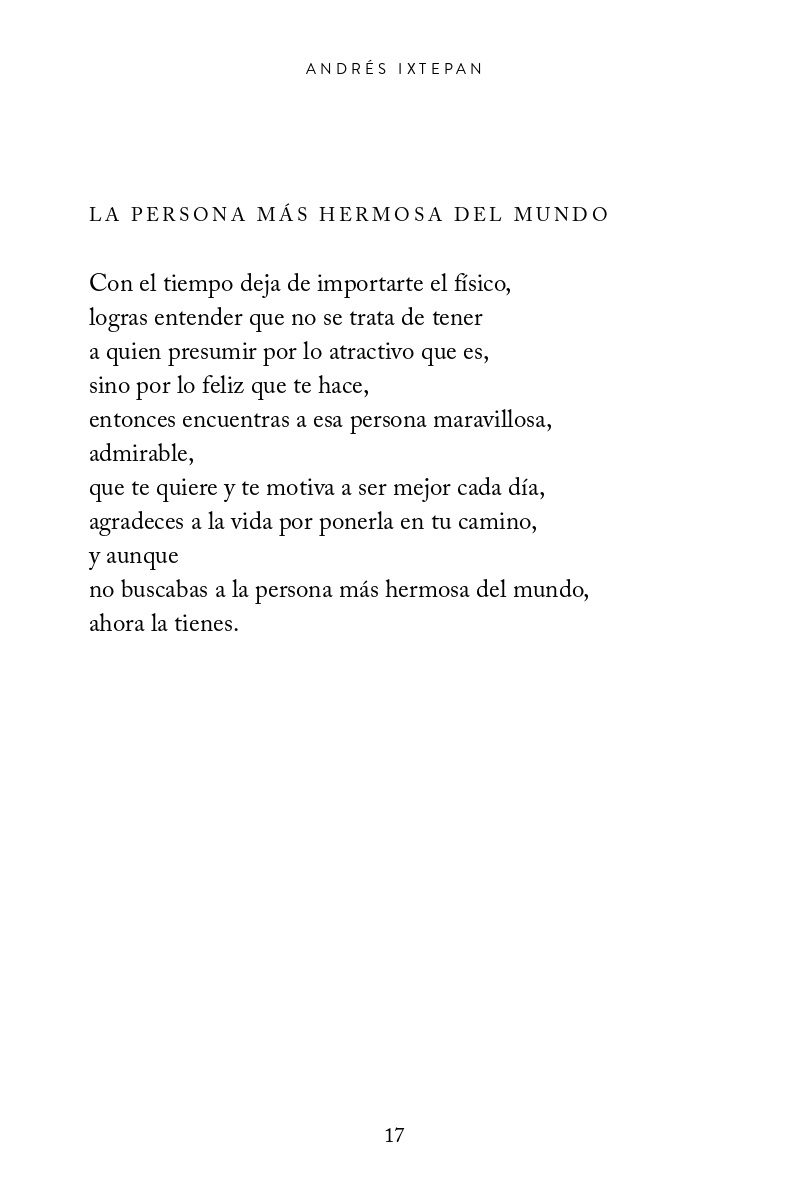 ANDRÉS IXTEPAN
LA PERSONA MÁS HERMOSA DEL MUNDO
Con el tiempo deja de importarte el físico,
logras entender que no se trata de tener
a quien presumir por lo atractivo que es,
sino por lo feliz que te hace,
entonces encuentras a esa persona maravillosa,
admirable,
que te quiere y te motiva a ser mejor cada día,
agradeces a la vida por ponerla en tu camino,
y aunque
no buscabas a la persona más hermosa del mundo,
ahora la tienes.
17